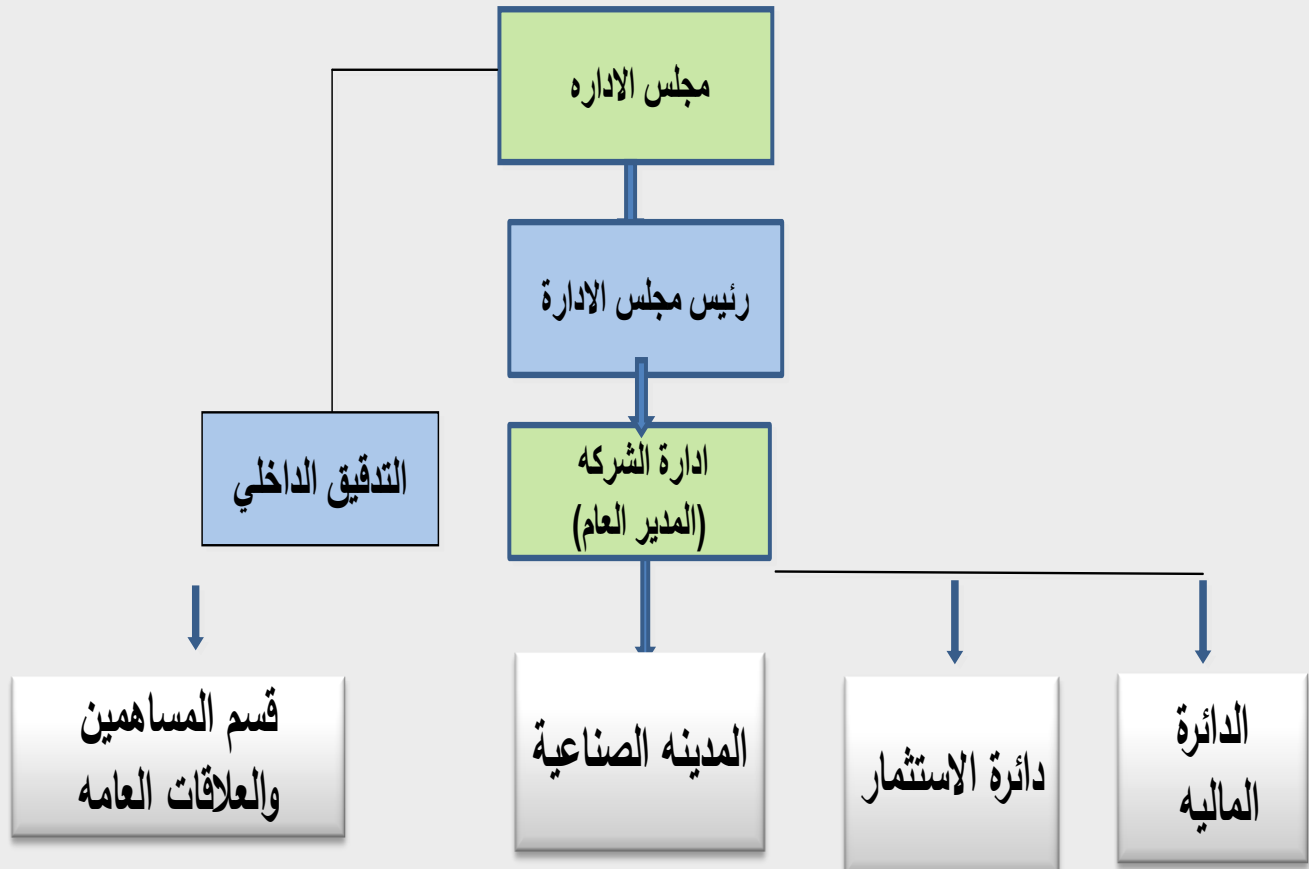 مجلس الاداره
رئيس مجلس الادارة
التدقيق الداخلي
ادارة الشركه
(المدير العام)
الدائرة
الماليه
دائرة الاستثمار
المدينه الصناعية
قسم المساهمين
والعلاقات العامه